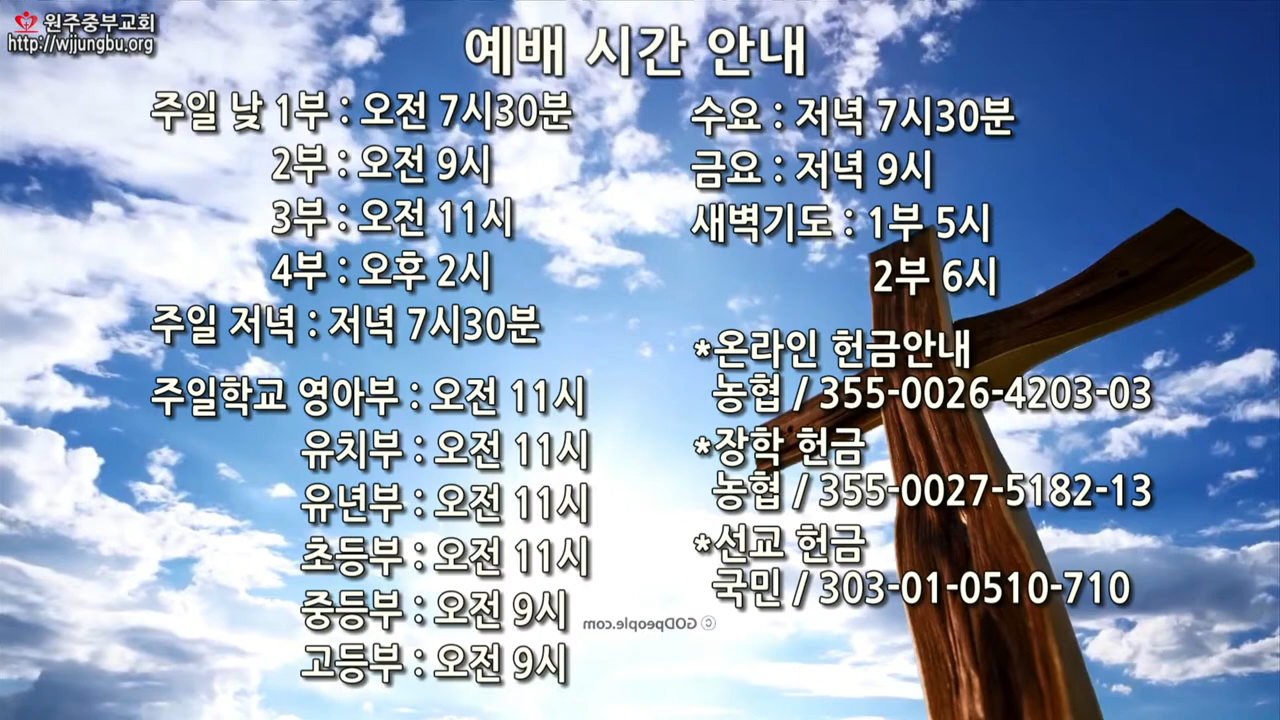 원주중부교회
http://wjjungbu.org
예배 시간 안내
주일 낮 1부 : 오전 7시30분
2부 : 오전 9시
3부 : 오전 11시
4부 : 오후 2시
주일 저녁 : 저녁 7시30분
주일학교 영아부 : 오전 11시
유치부 : 오전 11시
유년부 : 오전 11시
초등부 : 오전 11시
중등부 : 오전 9시
고등부 : 오전 9시
수요 : 저녁 7시30분
금요 : 저녁 9시
새벽기도 : 1부 5시
2부 6시
*온라인 헌금안내
농협 / 355-0026-4203-03
*장학 헌금
농협 / 355-0027-5182-13
*선교 헌금
국민 / 303-01-0510-710
© GODpeople.com